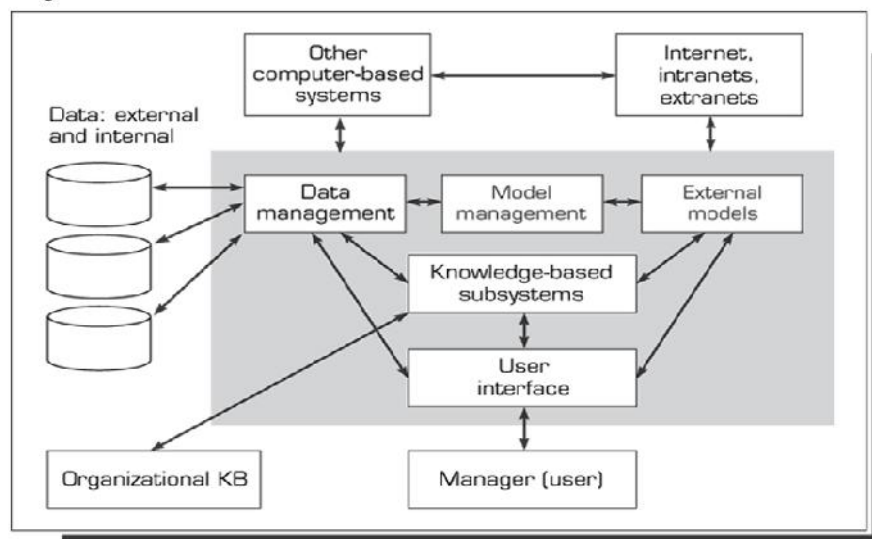 Other
computer-based
systems
Internet,
intranets,
extranets
Data: external
and internal
Data
management
Model
management
External
models
Knowledge-based
subsystems
User
interface
Organizational KB
Manager (user)